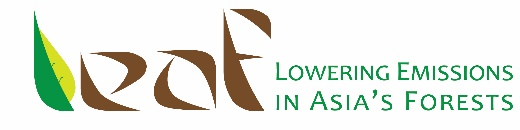 leaf
LOWERING EMISSIONS
IN ASIA'S FORESTS